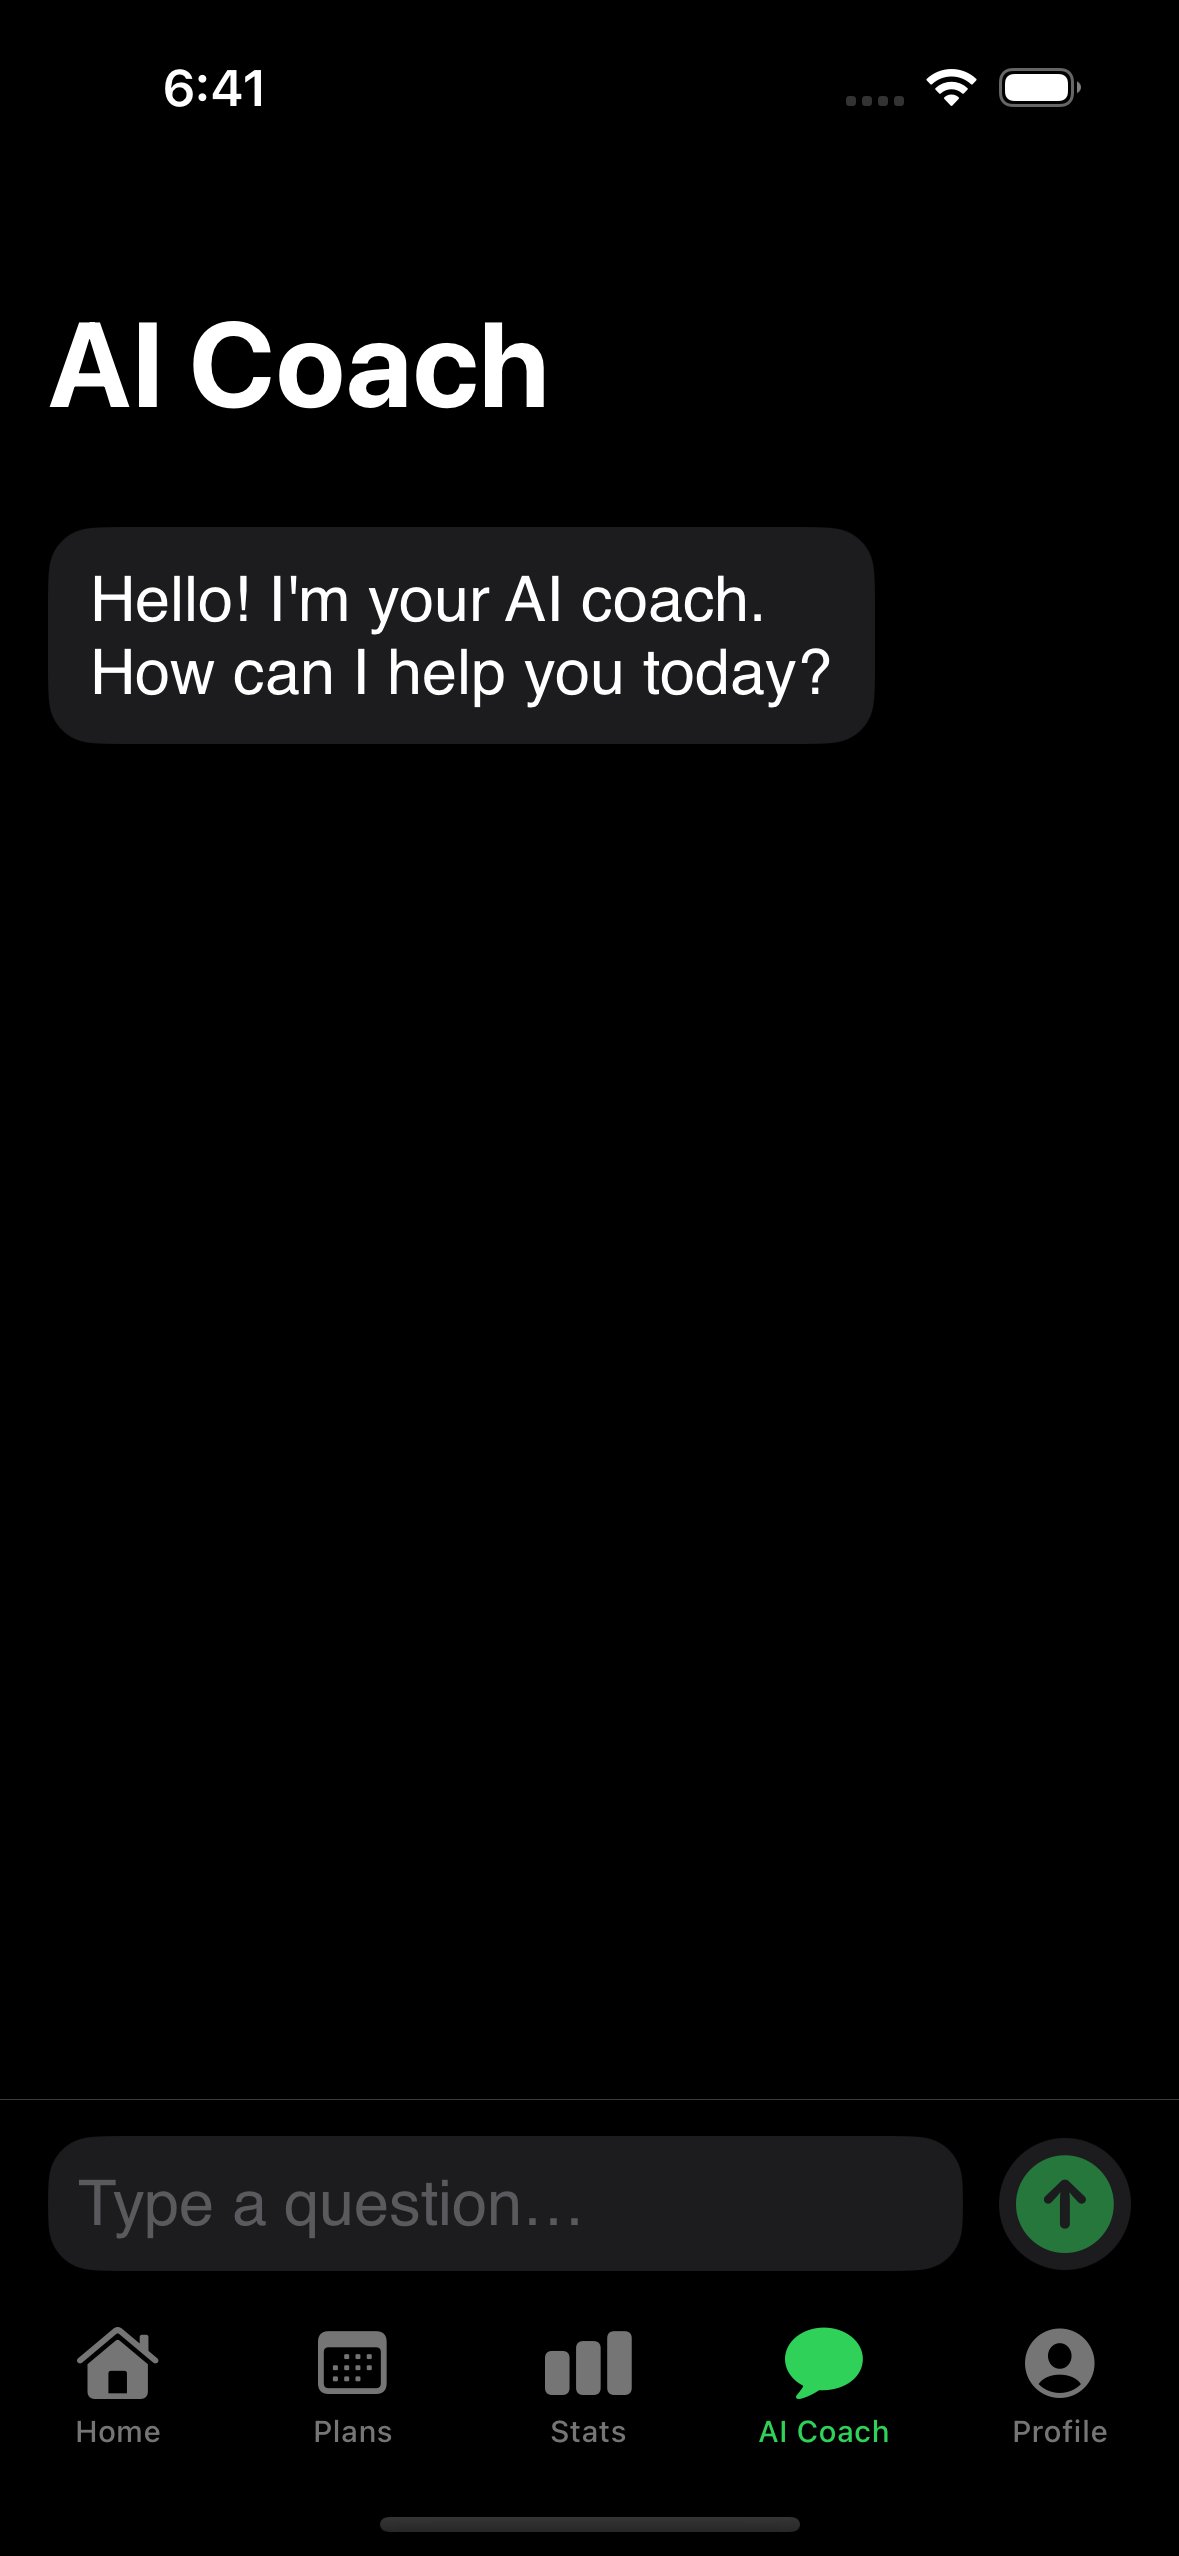 6:41
AI Coach
Hello! I'm your AI coach.
How can I help you today?
Type a question...
Home
Plans
Stats
AI Coach
Profile